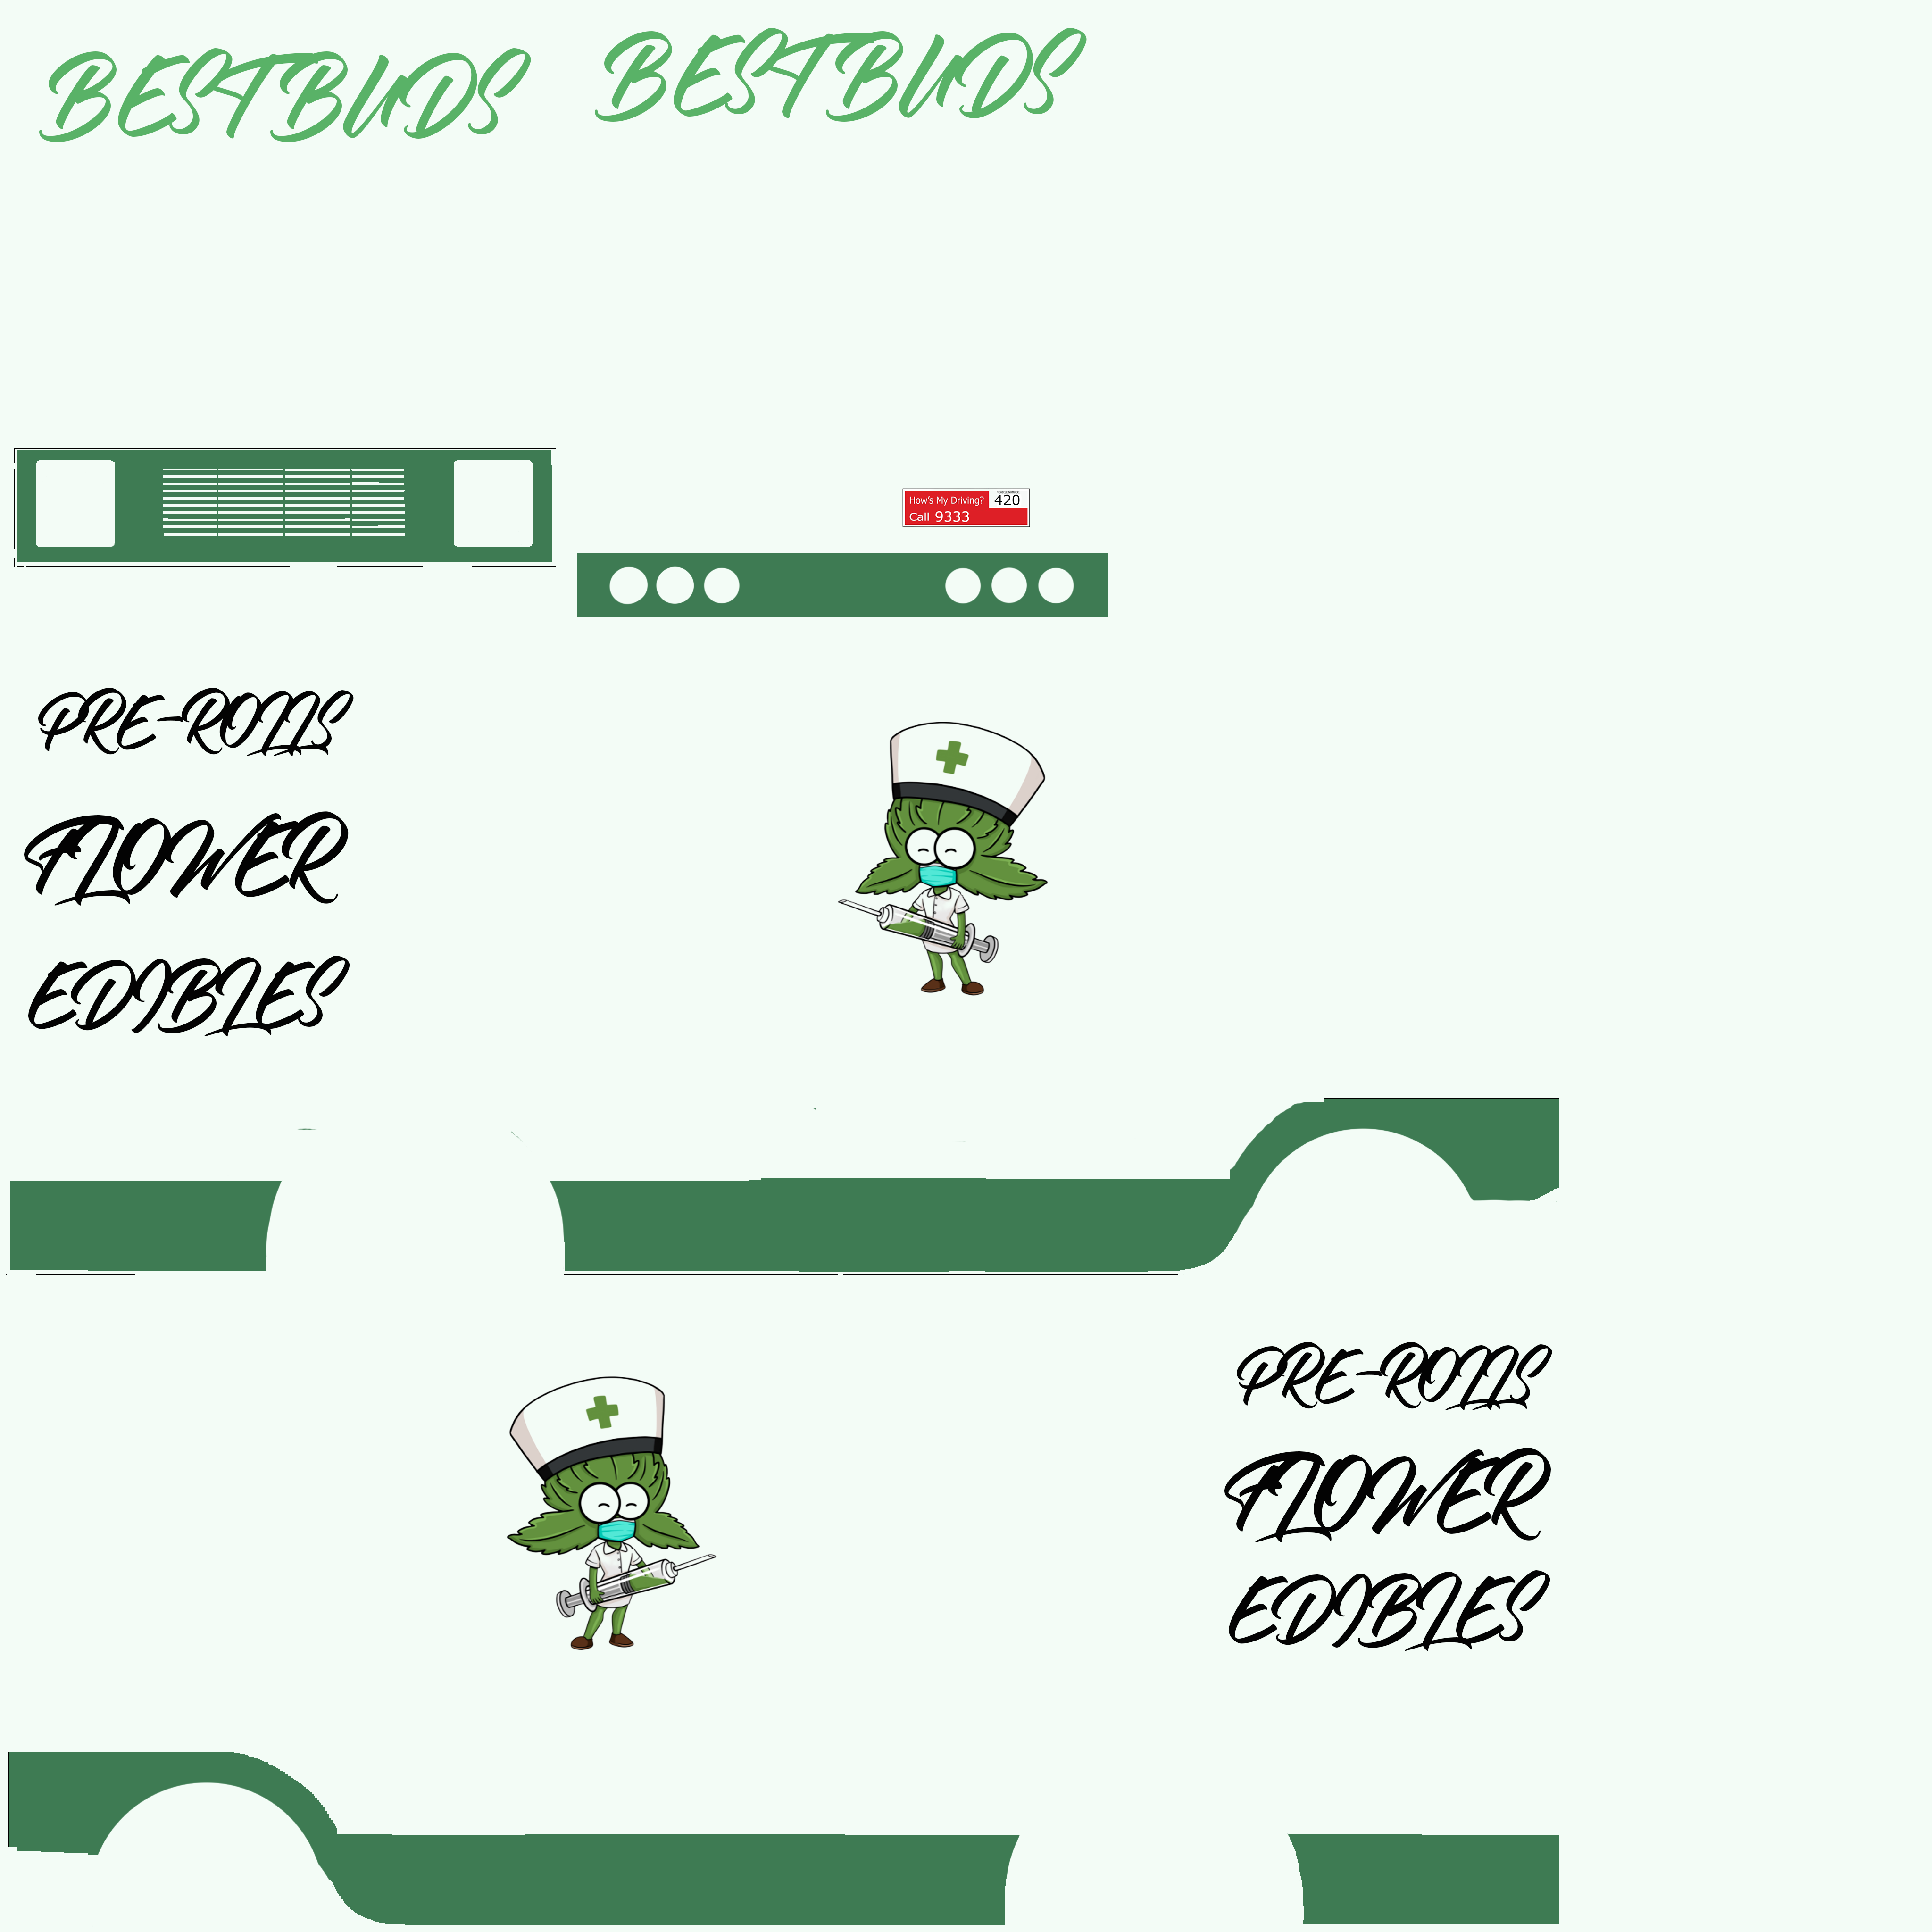 BESTBUDS
BESTBUDS
How's My Driving?
420
Call 9333
PRE-ROLLS
FLOWER
EDIBLES
PRE-ROLLS
FLOWER
EDIBLES